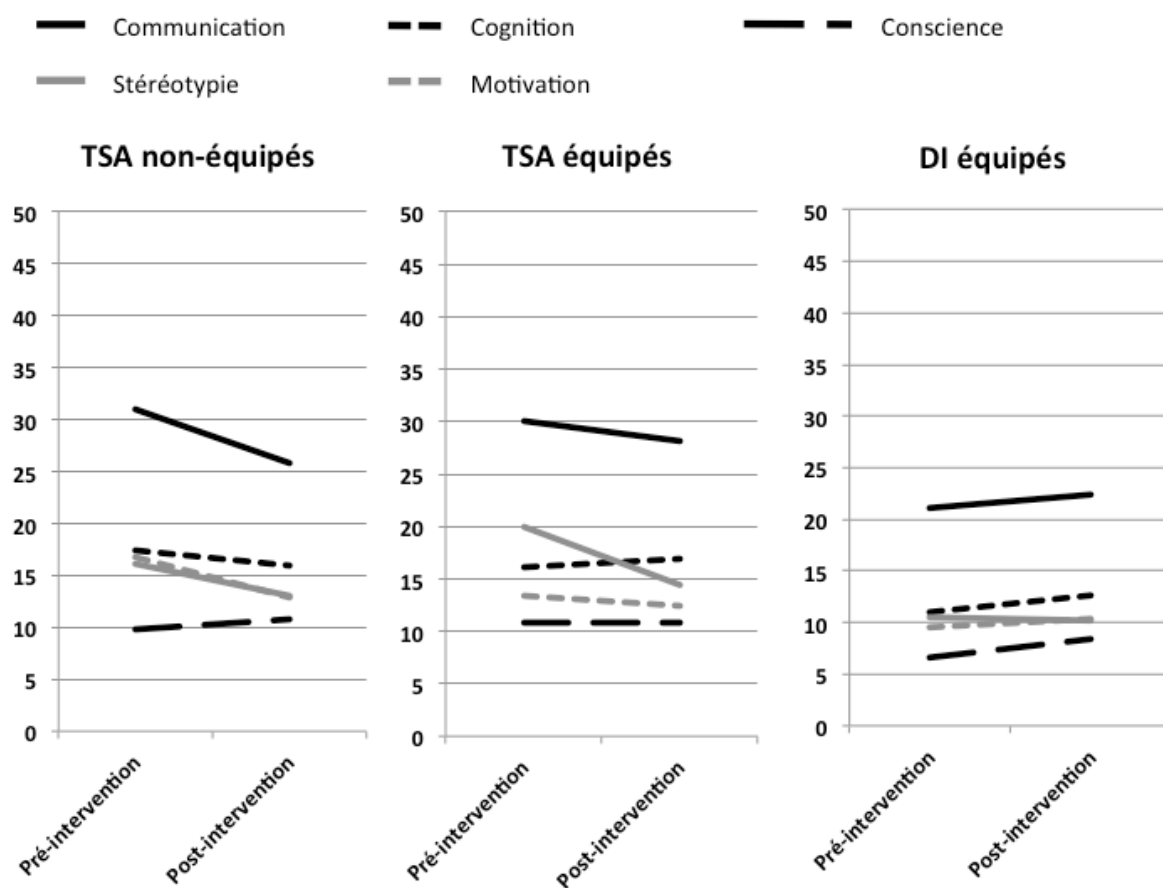 Communication Cognition Conscience
Stéréotypie Motivation
TSA non-équipés TSA équipés DI équipés
50 50 50
45 45 45
40 40 40
35 35 35
30 30 30
25 25 25
20 20 20
15 15 15
10 10 10
5 5 5
0 0 0
Pré-intervention Post-intervention Pré-intervention Post-intervention Pré-intervention Post-intervention